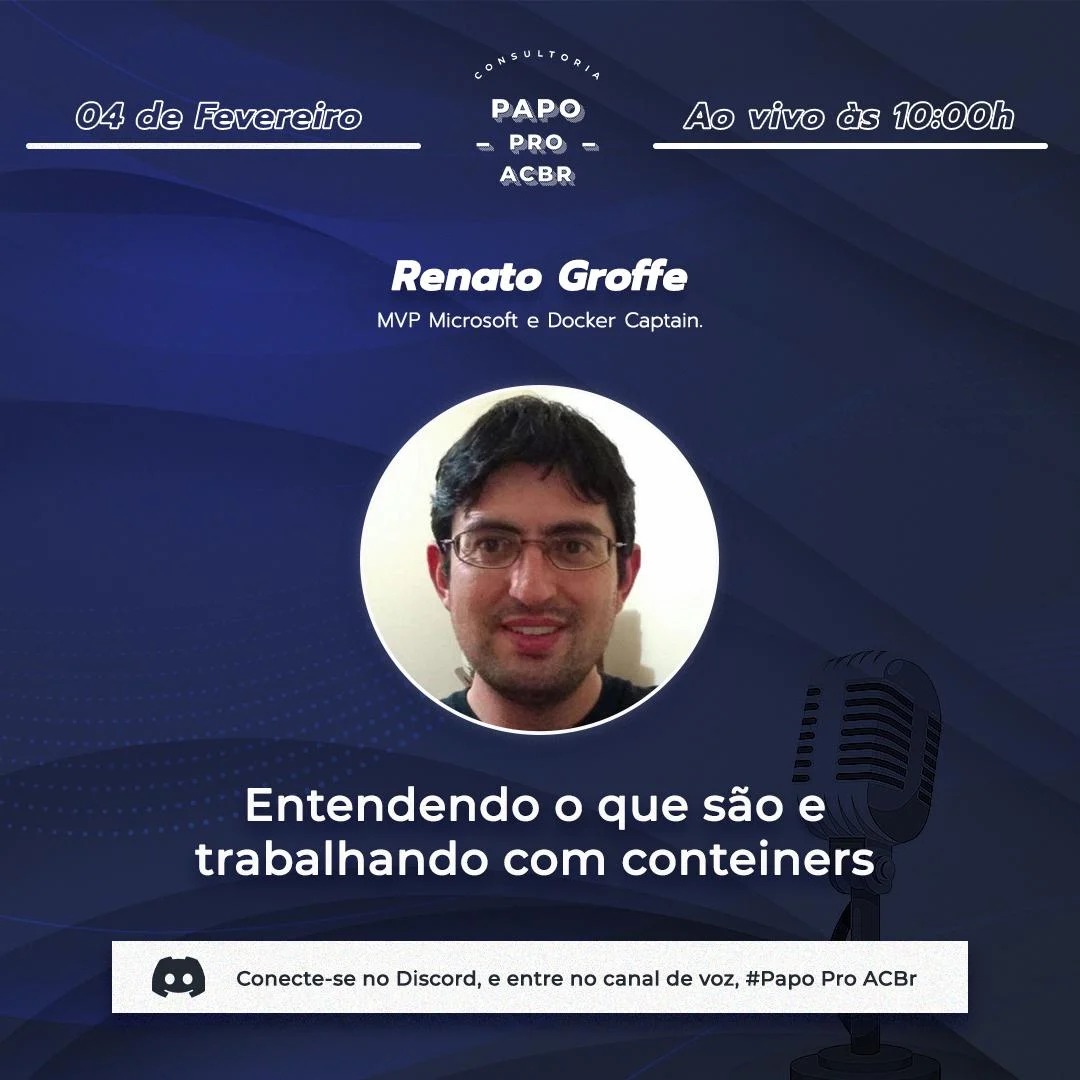 CONSULTORIA
04 de Fevereiro
PAPO
- PRO -
ACBR
Ao vivo às 10:00h
Renato Groffe
MVP Microsoft e Docker Captain.
Entendendo o que são e
trabalhando com conteiners
Conecte-se no Discord, e entre no canal de voz, #Papo Pro ACBr